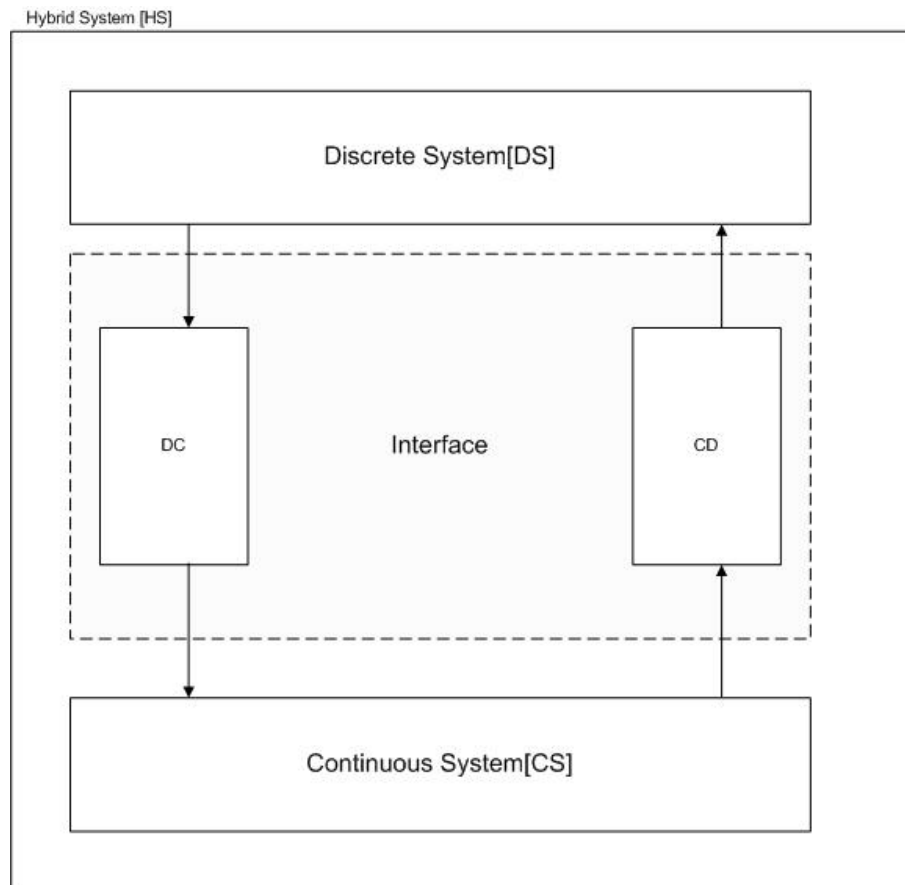 Hybrid System [HS]
Discrete System[DS]
DC
Interface
CD
Continuous System[CS]